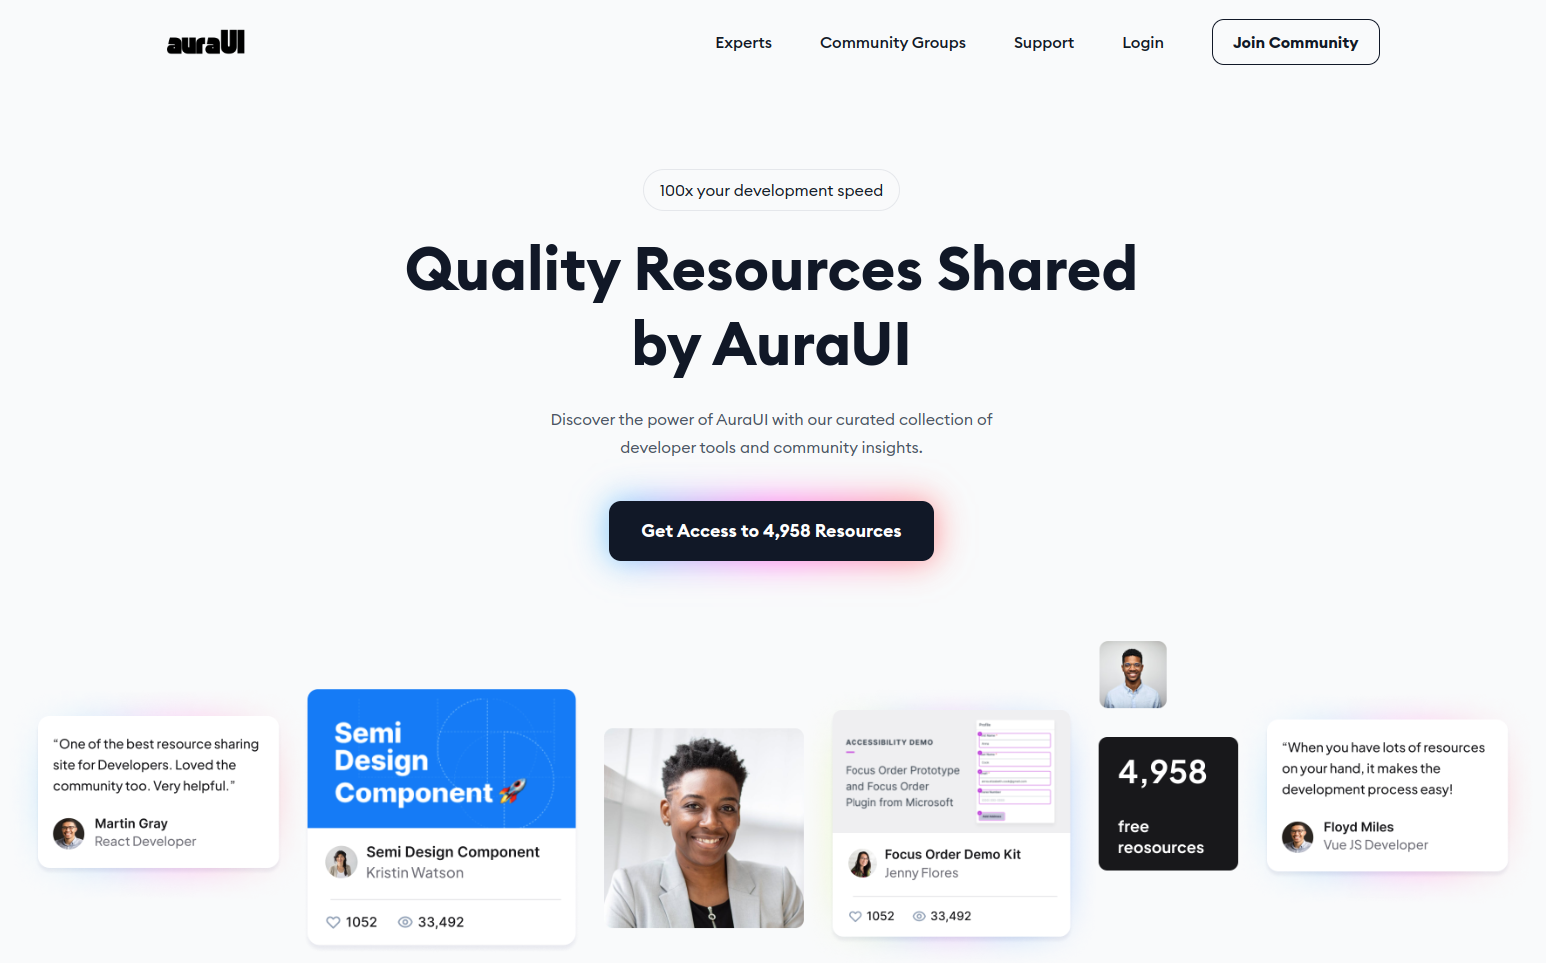 auraUI
Experts
Community Groups
Support
Login
Join Community
100x your development speed
Quality Resources Shared
by AuraUI
Discover the power of AuraUI with our curated collection of
developer tools and community insights.
Get Access to 4,958 Resources
“One of the best resource sharing
site for Developers. Loved the
community too. Very helpful.”
Martin Gray
React Developer
Semi
Design
Component
Semi Design Component
Kristin Watson
1052
33,492
ACCESSIBILITY DEMO
Focus Order Prototype
and Focus Order
Plugin from Microsoft
Profile
Focus Order Demo Kit
Jenny Flores
1052
33,492
4,958
free
reosources
“When you have lots of resources
on your hand, it makes the
development process easy!
Floyd Miles
Vue JS Developer